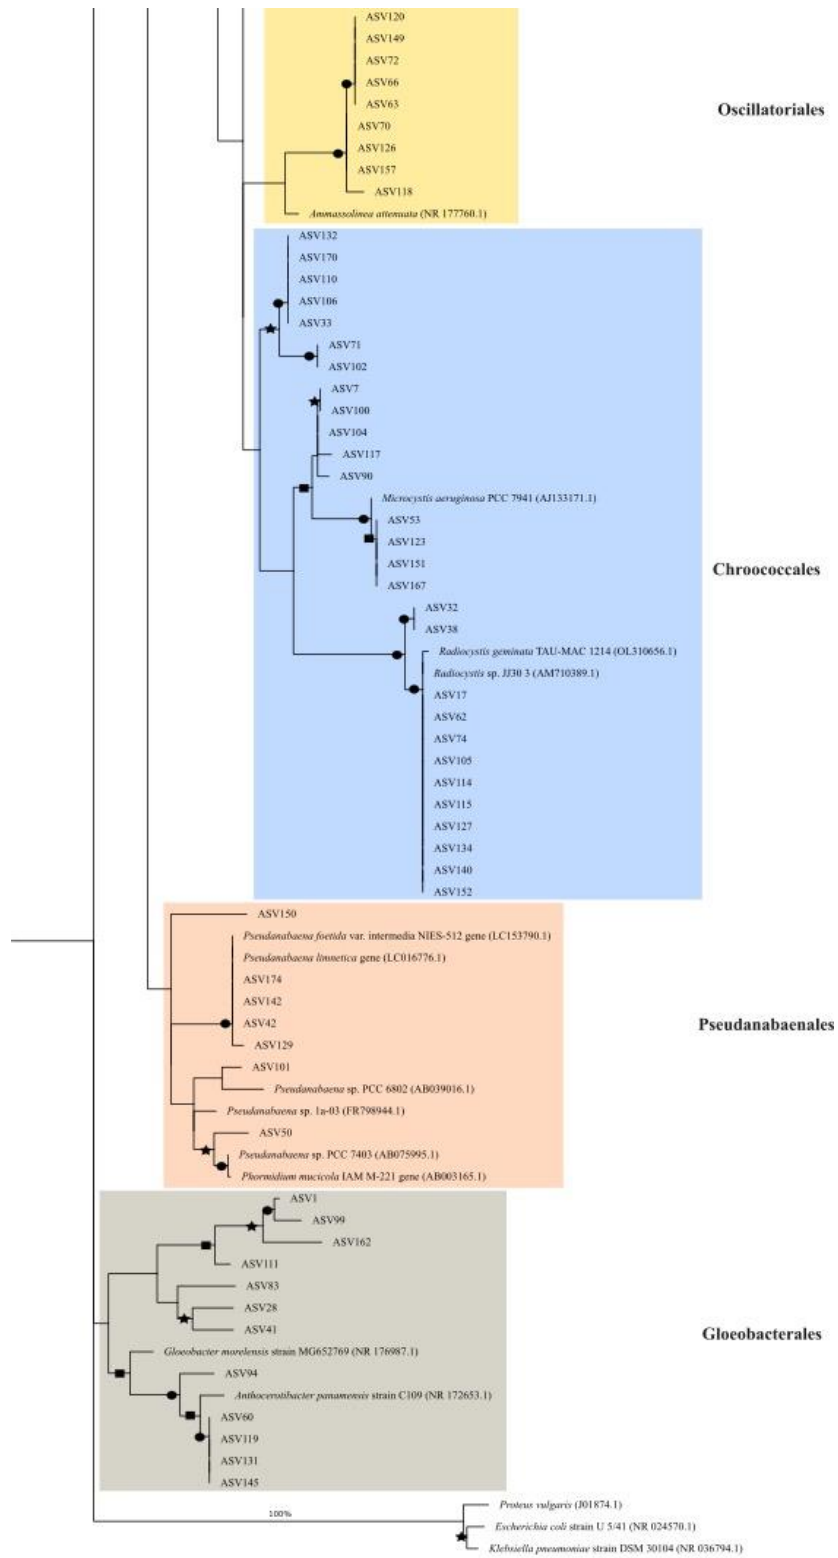 ASV120
ASV149
ASV72
ASV66
ASV63
Oscillatoriales
ASV70
ASV126
ASV157
ASV118
Ammassolinea attenuata (NR 177760.1)
ASV132
ASV170
ASV110
ASV106
ASV33
ASV71
ASV102
ASV7
ASV100
ASV104
ASV117
ASV90
Microcystis aeruginosa PCC 7941 (AJ133171.1)
ASV53
ASV123
ASV151
Chroococcales
ASV167
ASV32
ASV38
Radiocystis geminata TAU-MAC 1214 (OL310656.1)
Radiocystis sp. JJ30 3 (AM710389.1)
ASV17
ASV62
ASV74
ASV105
ASV114
ASV115
ASV127
ASV134
ASV140
ASV152
ASV150
Pseudanabaena foetida var. intermedia NIES-512 gene (LC153790.1)
Pseudanabaena limnetica gene (LC016776.1)
ASV174
ASV142
ASV42
Pseudanabaenales
ASV129
ASV101
Pseudanabaena sp. PCC 6802 (AB039016.1)
Pseudanabaena sp. 1a-03 (FR798944.1)
ASV50
Pseudanabaena sp. PCC 7403 (AB075995.1)
Phormidium mucicola IAM M-221 gene (AB003165.1)
ASV1
ASV99
ASV162
ASV111
ASV83
ASV28
ASV41
Gloeobacterales
Gloeobacter morelensis strain MG652769 (NR 176987.1)
ASV94
Anthocerotibacter panamensis strain C109 (NR 172653.1)
ASV60
ASV119
ASV131
ASV145
Proteus vulgaris (J01874.1)
100%
Escherichia coli strain U 5/41 (NR 024570.1)
Klebsiella pneumoniae strain DSM 30104 (NR 036794.1)